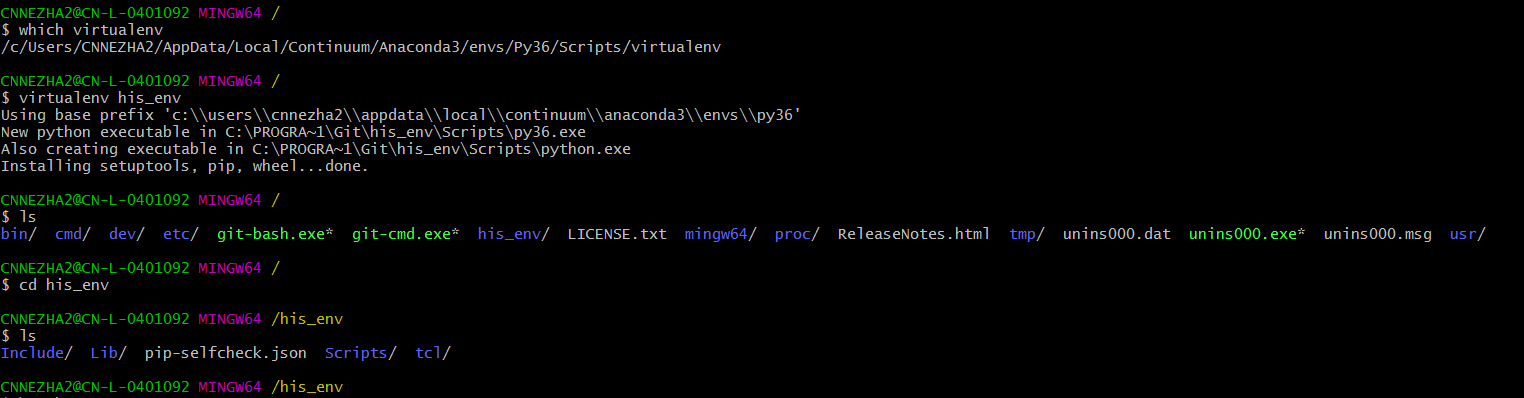 CNNEZHA2@CN-L-0401092 MINGW64 /
$ which virtualenv
/c/Users/CNNEZHA2/AppData/Local/Continuum/Anaconda3/envs/Py36/Scripts/virtualenv
CNNEZHA2@CN-L-0401092 MINGW64 /
$ virtualenv his_env
Using base prefix 'c:\\users\\cnnezha2\\appdata\\local\\continuum\\anaconda3\\envs\\py36'
New python executable in C:\PROGRA~1\Git\his_env\Scripts\py36.exe
Also creating executable in C:\PROGRA~1\Git\his_env\Scripts\python.exe
Installing setuptools, pip, wheel...done.
CNNEZHA2@CN-L-0401092 MINGW64 /
$ ls
bin/  cmd/  dev/  etc/  git-bash.exe*  git-cmd.exe*  his_env/  LICENSE.txt  mingw64/  proc/  ReleaseNotes.html  tmp/  unins000.dat  unins000.exe*  unins000.msg  usr/
CNNEZHA2@CN-L-0401092 MINGW64 /
$ cd his_env
CNNEZHA2@CN-L-0401092 MINGW64 /his_env
$ ls
Include/  Lib/  pip-selfcheck.json  Scripts/  tcl/
CNNEZHA2@CN-L-0401092 MINGW64 /his_env